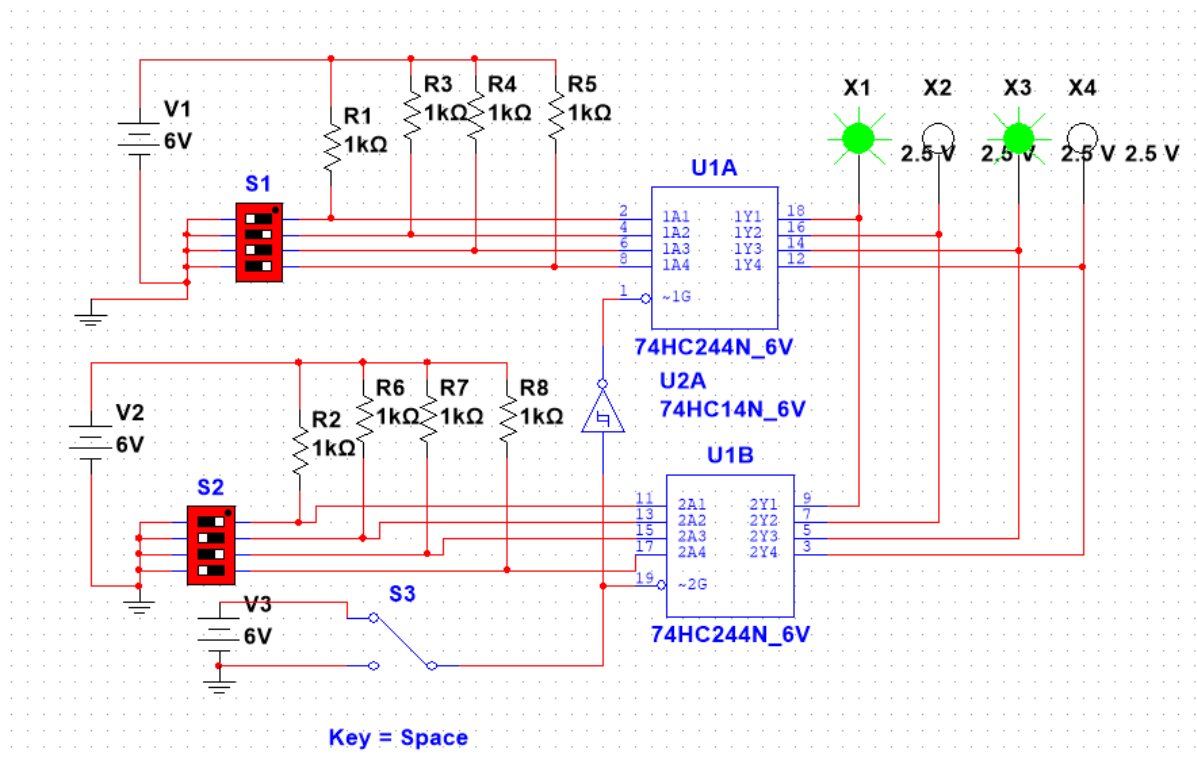 V1
6V
R1
1kΩ
R3
1kΩ
R4
1kΩ
R5
1kΩ
S1
X1
X2
X3
X4
2.5 V
2.5 V
2.5 V
2.5 V
U1A
2
4
6
8
1
1A1
1A2
1A3
1A4
~1G
1Y1
1Y2
1Y3
1Y4
18
16
14
12
74HC244N_6V
U2A
74HC14N_6V
V2
6V
R2
1kΩ
R6
1kΩ
R7
1kΩ
R8
1kΩ
S2
U1B
11
13
15
17
19
2A1
2A2
2A3
2A4
~2G
2Y1
2Y2
2Y3
2Y4
9
7
5
3
74HC244N_6V
V3
6V
S3
Key = Space